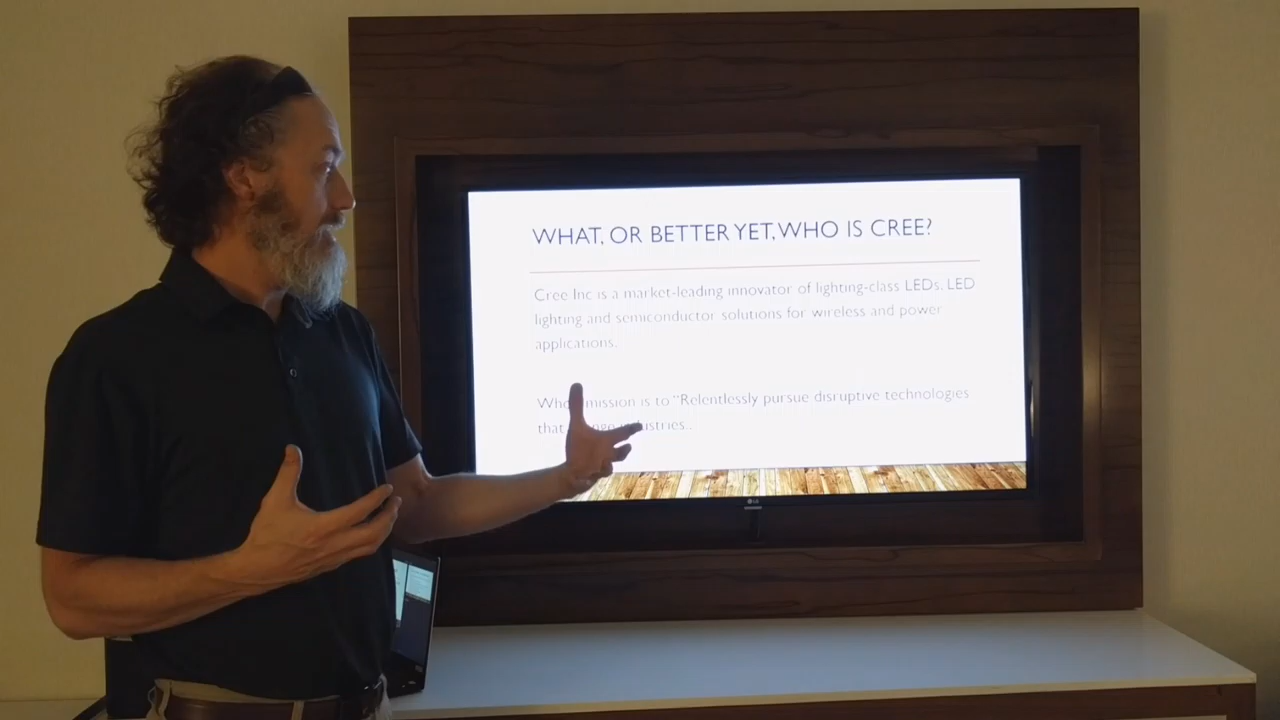 WHAT, OR BETTER YET, WHO IS CREE?
Cree Inc is a market-leading innovator of lighting-class LEDs, LED
lighting and semiconductor solutions for wireless and power
applications.
mission is to "Relentlessly pursue disruptive technologies
that
LG